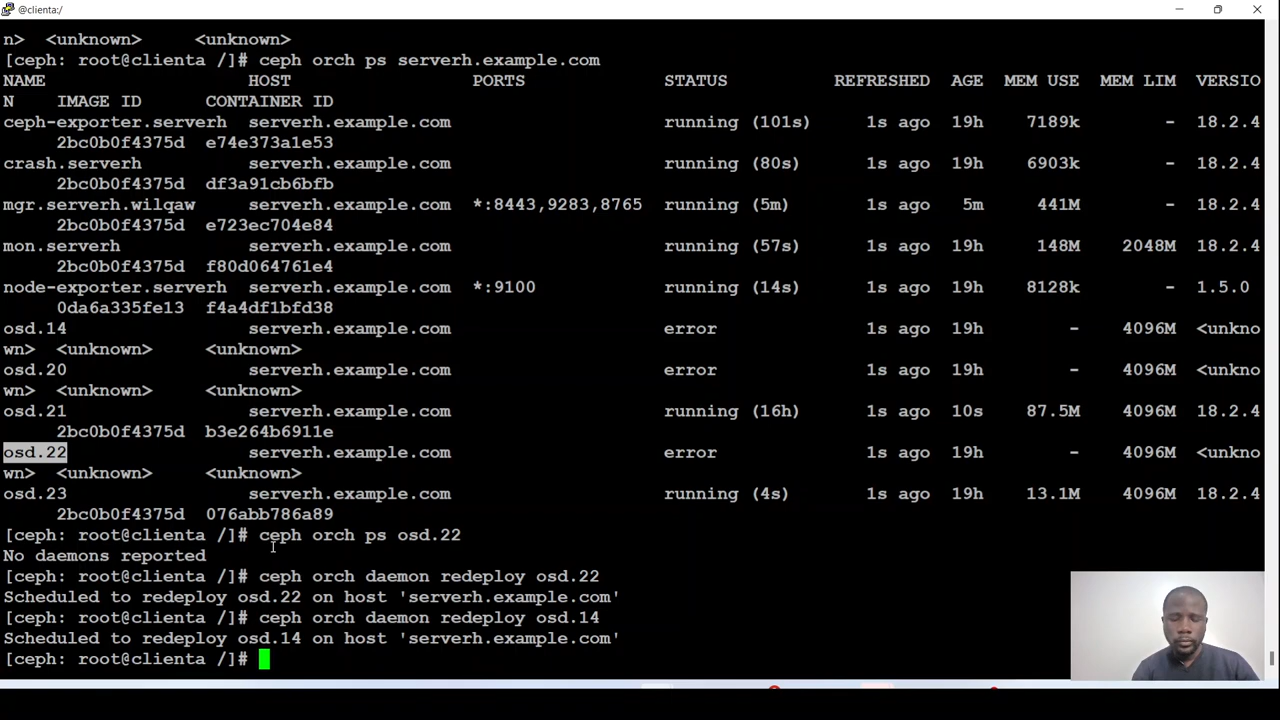 @clienta:/
n>  <unknown>     <unknown>
[ceph: root@clienta /]# ceph orch ps serverh.example.com
NAME                   HOST                 PORTS             STATUS         REFRESHED  AGE  MEM USE  MEM LIM  VERSIO
N    IMAGE ID      CONTAINER ID
ceph-exporter.serverh  serverh.example.com                    running (101s)     1s ago  19h    7189k        -  18.2.4
     2bc0b0f4375d  e74e373a1e53
crash.serverh          serverh.example.com                    running (80s)      1s ago  19h    6903k        -  18.2.4
     2bc0b0f4375d  df3a91cb6bfb
mgr.serverh.wilqaw     serverh.example.com  *:8443,9283,8765  running (5m)       1s ago   5m     441M        -  18.2.4
     2bc0b0f4375d  e723ec704e84
mon.serverh            serverh.example.com                    running (57s)      1s ago  19h     148M    2048M  18.2.4
     2bc0b0f4375d  f80d064761e4
node-exporter.serverh  serverh.example.com  *:9100            running (14s)      1s ago  19h    8128k        -  1.5.0
     0da6a335fe13  f4a4df1bfd38
osd.14                 serverh.example.com                    error              1s ago  19h        -    4096M  <unkno
wn>  <unknown>     <unknown>
osd.20                 serverh.example.com                    error              1s ago  19h        -    4096M  <unkno
wn>  <unknown>     <unknown>
osd.21                 serverh.example.com                    running (16h)      1s ago  10s    87.5M    4096M  18.2.4
     2bc0b0f4375d  b3e264b6911e
osd.22                 serverh.example.com                    error              1s ago  19h        -    4096M  <unkno
wn>  <unknown>     <unknown>
osd.23                 serverh.example.com                    running (4s)       1s ago  19h    13.1M    4096M  18.2.4
     2bc0b0f4375d  076abb786a89
[ceph: root@clienta /]# ceph orch ps osd.22
No daemons reported
[ceph: root@clienta /]# ceph orch daemon redeploy osd.22
Scheduled to redeploy osd.22 on host 'serverh.example.com'
[ceph: root@clienta /]# ceph orch daemon redeploy osd.14
Scheduled to redeploy osd.14 on host 'serverh.example.com'
[ceph: root@clienta /]#